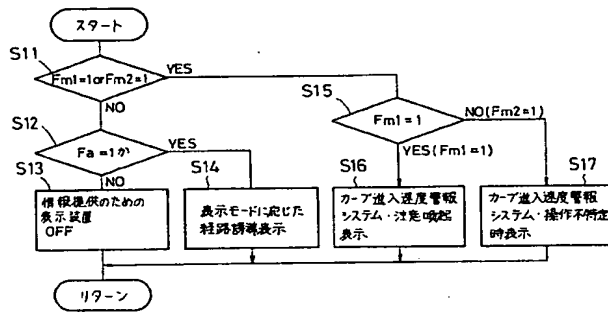 スタート
S11
Fm1=1orFm2=1
YES
NO
S12
Fa=1か
YES
NO
S13
情報提供のための
表示装置
OFF
S14
表示モードに応じた
経路誘導表示
S15
Fm1=1
NO(Fm2=1)
YES(Fm1=1)
S16
カーブ進入速度警報
システム・注意喚起
表示
S17
カーブ進入速度警報
システム・操作不特定
時表示
リターン